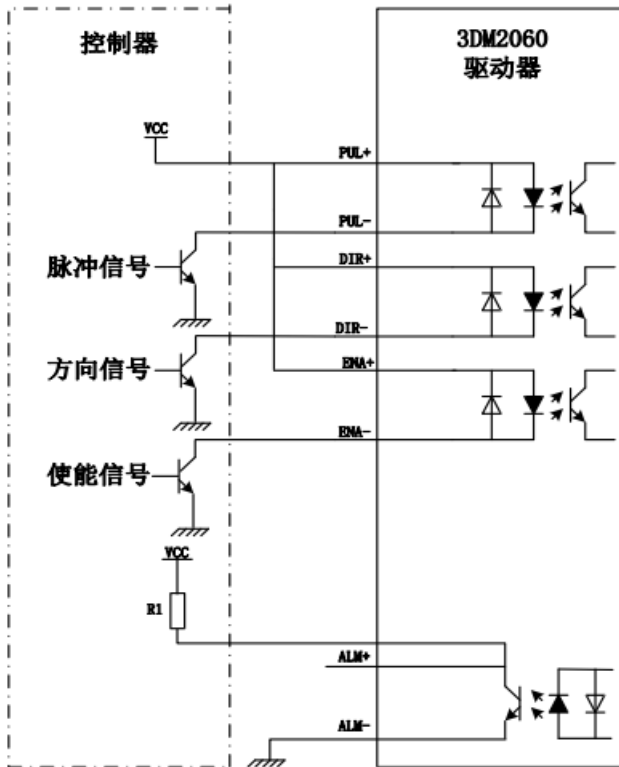 控制器
3DM2060
驱动器
VCC
PUL+
PUL-
脉冲信号
DIR+
DIR-
方向信号
ENA+
ENA-
使能信号
VCC
R1
ALM+
ALM-